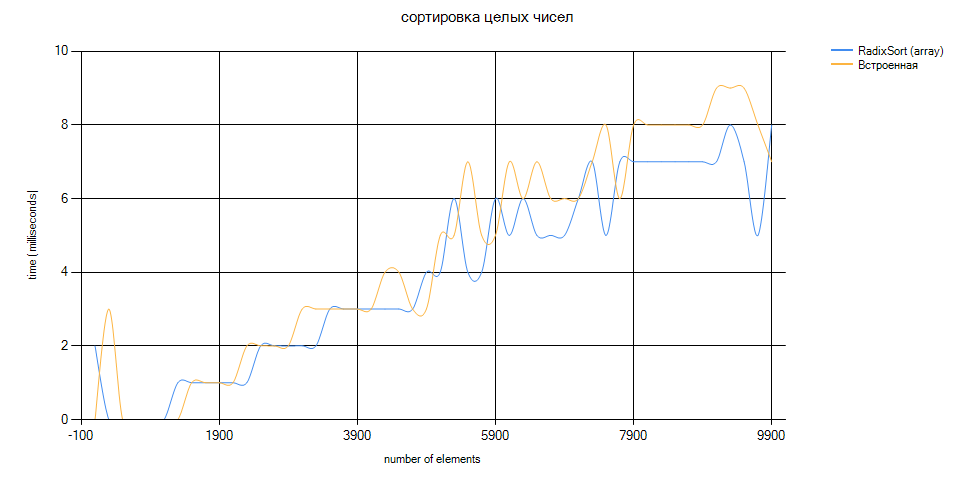 сортировка целых чисел
RadixSort (array)
Встроенная
10
8
6
4
2
0
time ( milliseconds|
-100 1900 3900 5900 7900 9900
number of elements